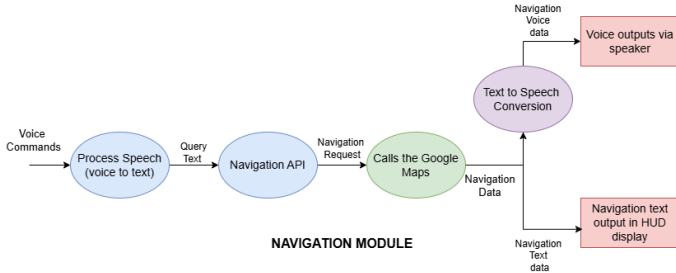 Voice
Commands
Process Speech
(voice to text)
Query
Text
Navigation API
Navigation
Request
Calls the Google
Maps
Navigation
Data
Text to Speech
Conversion
Navigation
Voice
data
Voice outputs via
speaker
Navigation
Text
data
Navigation text
output in HUD
display
NAVIGATION MODULE